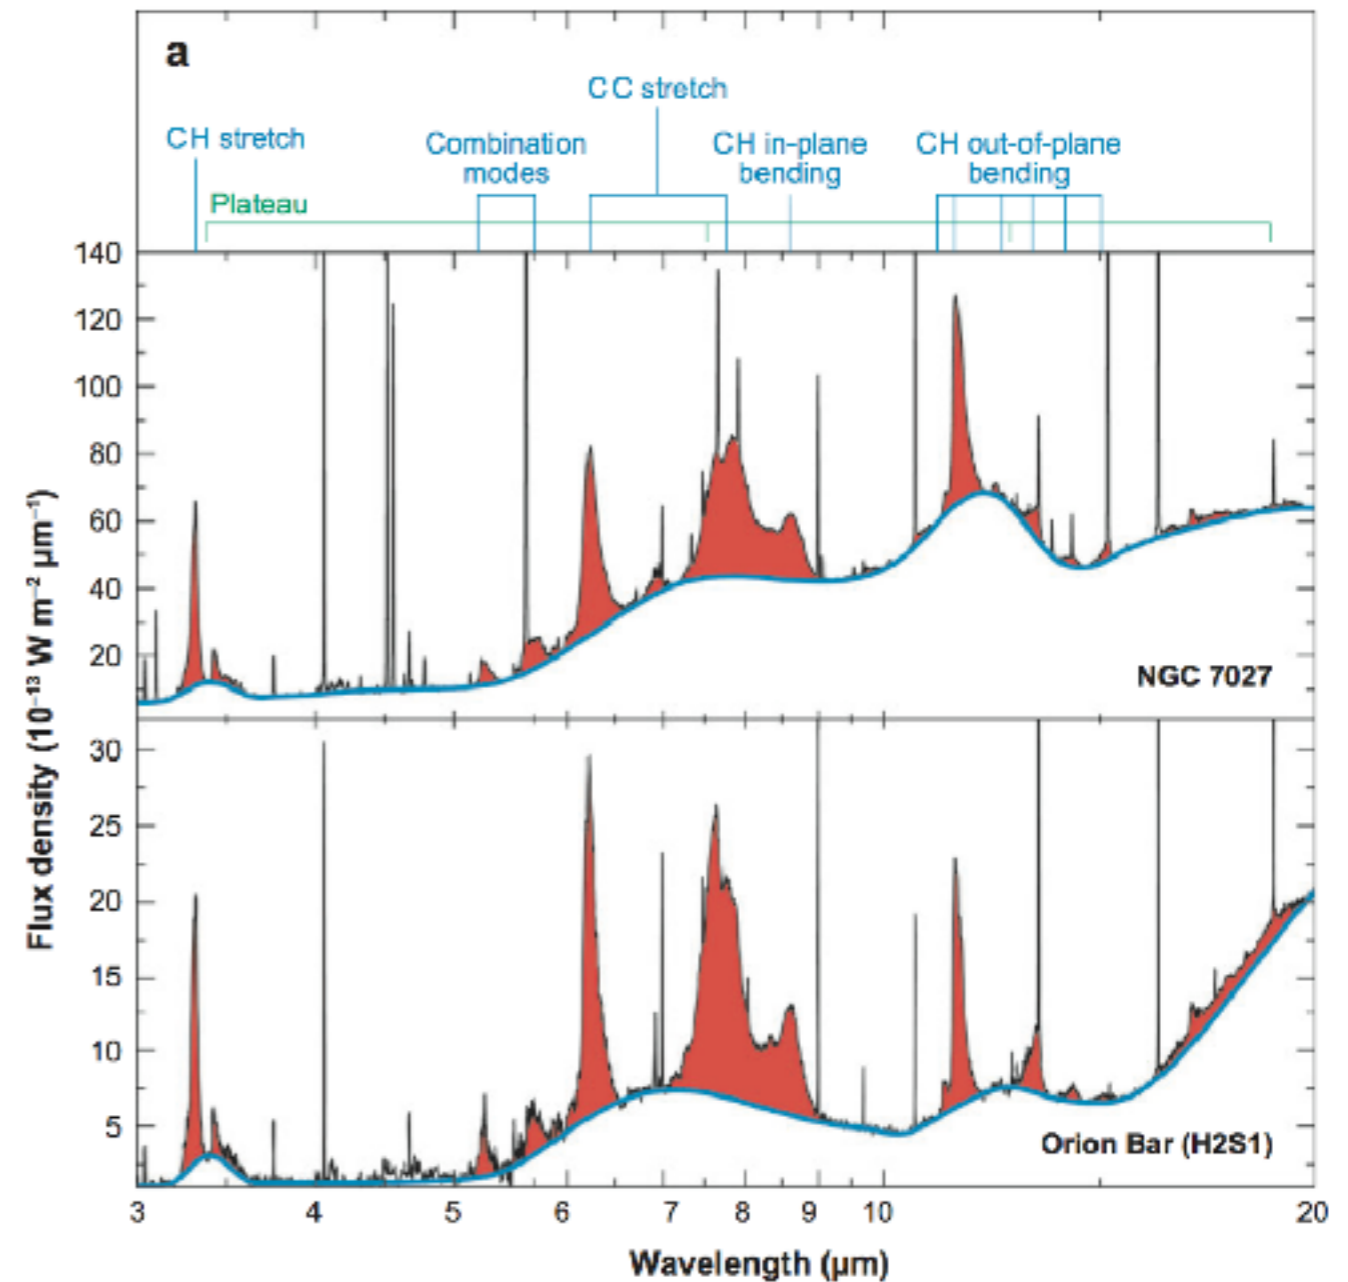 a
CC stretch
CH stretch
Combination
modes
CH in-plane
bending
CH out-of-plane
bending
Plateau
140
120
100
80
60
40
20
NGC 7027
30
25
20
15
10
5
Orion Bar (H2S1)
Flux density (10⁻¹³ W m⁻² µm⁻¹)
3 4 5 6 7 8 9 10 20
Wavelength (µm)